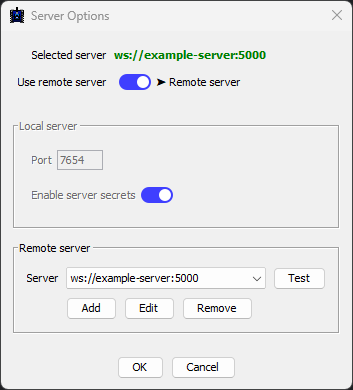 Server Options
Selected server ws://example-server:5000
Use remote server ➤ Remote server
Local server
Port 7654
Enable server secrets
Remote server
Server ws://example-server:5000 Test
Add Edit Remove
OK Cancel